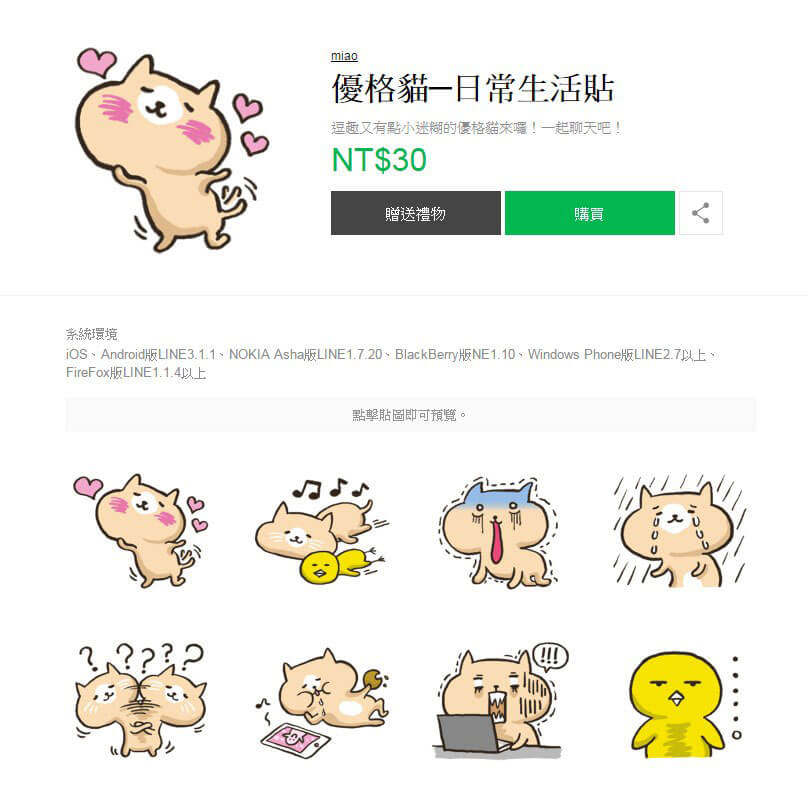 miao
優格貓─日常生活貼
逗趣又有點小迷糊的優格貓來囉！一起聊天吧！
NT$30
贈送禮物
購買
系統環境
iOS、Android版LINE3.1.1、NOKIA Asha版LINE1.7.20、BlackBerry版NE1.10、Windows Phone版LINE2.7以上、
FireFox版LINE1.1.4以上
點擊貼圖即可預覽。
? ? ? ? ?
!!!